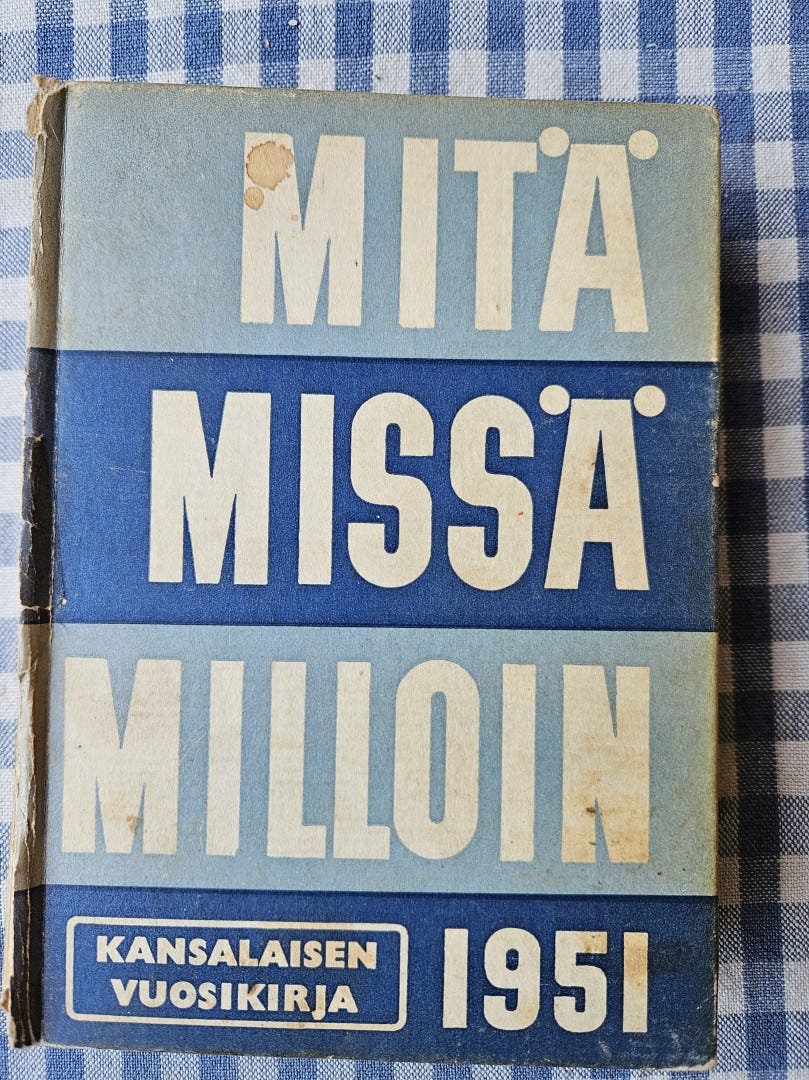 MITÄ
MISSÄ
MILLOIN
KANSALAISEN
VUOSIKIRJA
1951